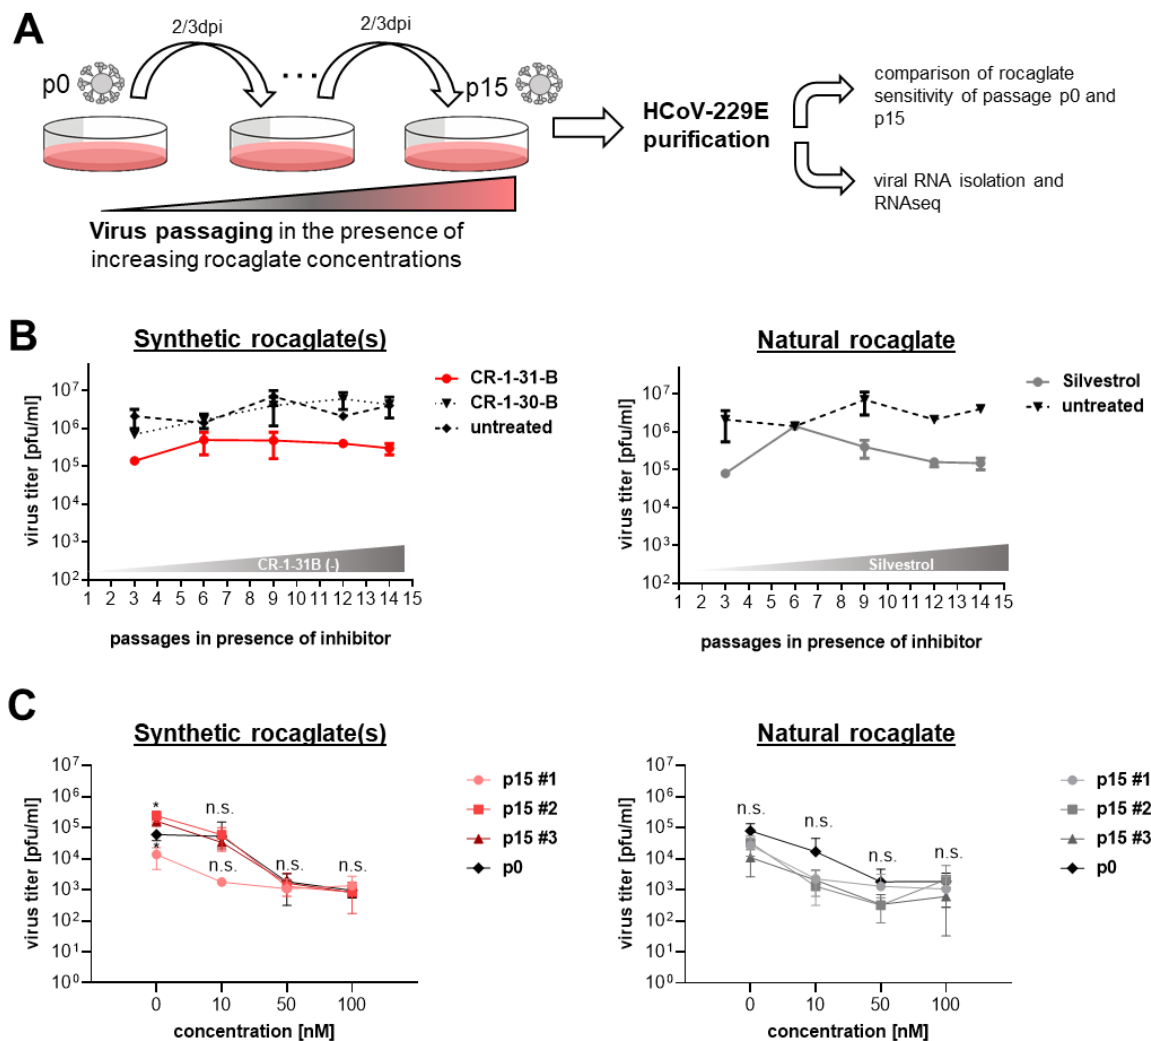 A
2/3dpi
2/3dpi
p0
...
p15
HCoV-229E
purification
comparison of rocaglate
sensitivity of passage p0 and
p15
viral RNA isolation and
RNAseq
Virus passaging in the presence of
increasing rocaglate concentrations
B
Synthetic rocaglate(s)
virus titer [pfu/ml]
10⁷
10⁶
10⁵
10⁴
10³
10²
CR-1-31-B
CR-1-30-B
untreated
CR-1-31B (-)
1 2 3 5 6 8 9 10 11 12 13 14 15
passages in presence of inhibitor
Natural rocaglate
virus titer [pfu/ml]
10⁷
10⁶
10⁵
10⁴
10³
10²
Silvestrol
untreated
Silvestrol
1 2 3 5 6 8 9 10 11 12 13 14 15
passages in presence of inhibitor
C
Synthetic rocaglate(s)
virus titer [pfu/ml]
10⁷
10⁶
10⁵
10⁴
10³
10²
10¹
10⁰
*
*
n.s.
n.s.
n.s.
n.s.
p15 #1
p15 #2
p15 #3
p0
0 10 50 100
concentration [nM]
Natural rocaglate
virus titer [pfu/ml]
10⁷
10⁶
10⁵
10⁴
10³
10²
10¹
10⁰
n.s.
n.s.
n.s.
n.s.
p15 #1
p15 #2
p15 #3
p0
0 10 50 100
concentration [nM]